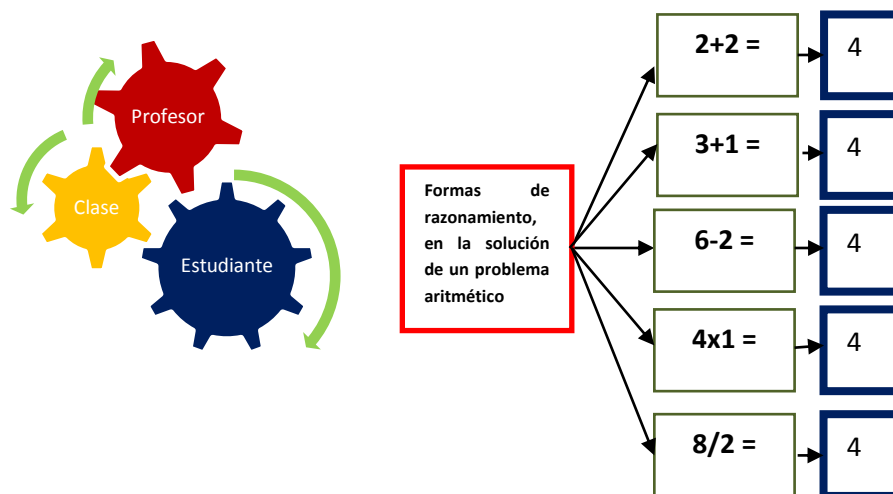 Profesor
Clase
Estudiante
Formas de
razonamiento,
en la solución
de un problema
aritmético
2+2 =
4
3+1 =
4
6-2 =
4
4x1 =
4
8/2 =
4